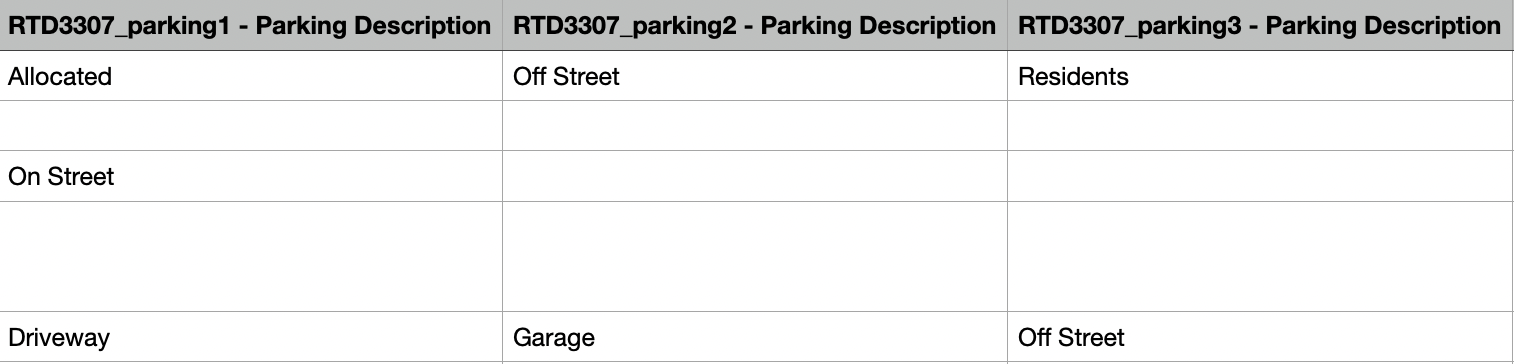 RTD3307_parking1 - Parking Description RTD3307_parking2 - Parking Description RTD3307_parking3 - Parking Description
Allocated Off Street Residents
On Street
Driveway Garage Off Street